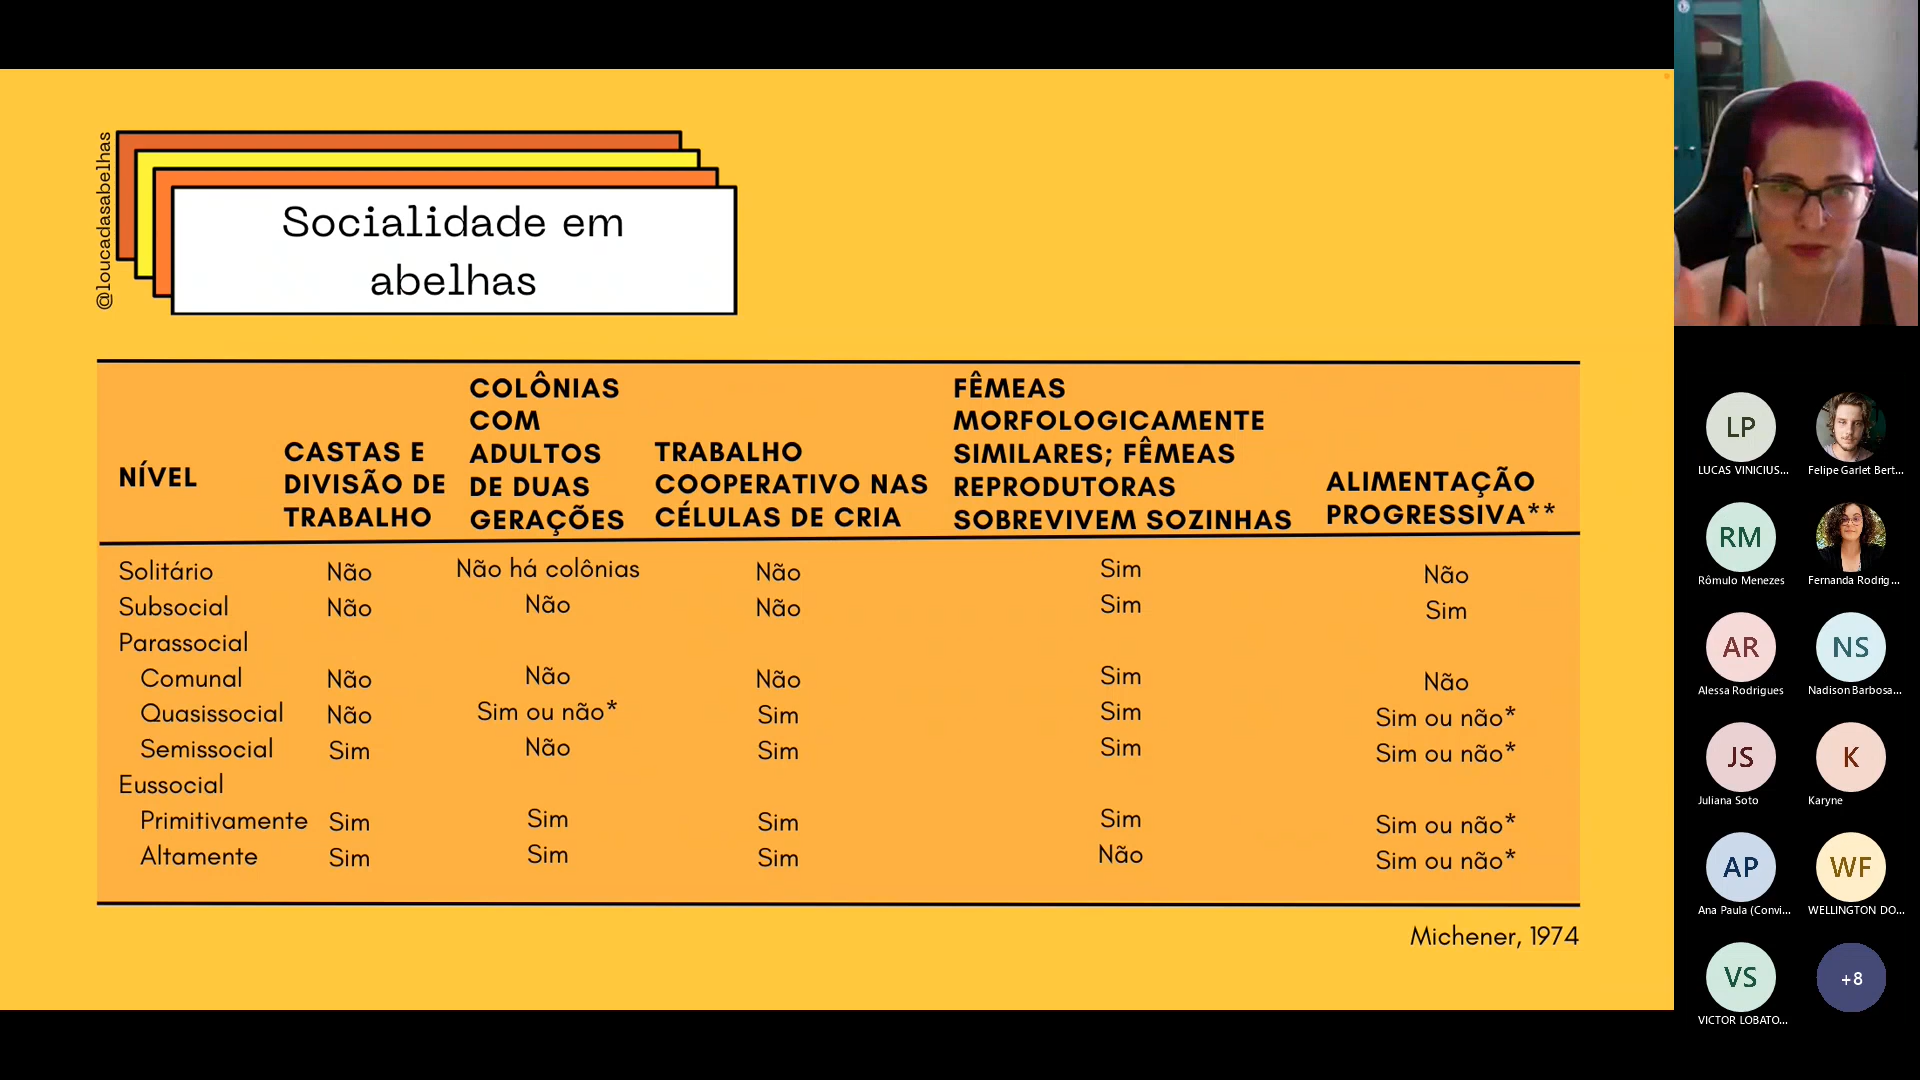 @loucadasabelhas
Socialidade em
abelhas
NÍVEL
CASTAS E
DIVISÃO DE
TRABALHO
COLÔNIAS
COM
ADULTOS
DE DUAS
GERAÇÕES
TRABALHO
COOPERATIVO NAS
CÉLULAS DE CRIA
FÊMEAS
MORFOLOGICAMENTE
SIMILARES; FÊMEAS
REPRODUTORAS
SOBREVIVEM SOZINHAS
ALIMENTAÇÃO
PROGRESSIVA**
Solitário Não Não há colônias Não Sim Não
Subsocial Não Não Não Sim Sim
Parassocial
Comunal Não Não Não Sim Não
Quasissocial Não Sim ou não* Sim Sim Sim ou não*
Semissocial Sim Não Sim Sim Sim ou não*
Eussocial
Primitivamente Sim Sim Sim Sim Sim ou não*
Altamente Sim Sim Sim Não Sim ou não*
Michener, 1974
LP
LUCAS VINICIUS...
Felipe Garlet Bert...
RM
Rômulo Menezes
Fernanda Rodrig...
AR
Alessa Rodrigues
NS
Nadison Barbosa...
JS
Juliana Soto
K
Karyne
AP
Ana Paula (Convi...
WF
WELLINGTON DO...
VS
VICTOR LOBATO...
+8